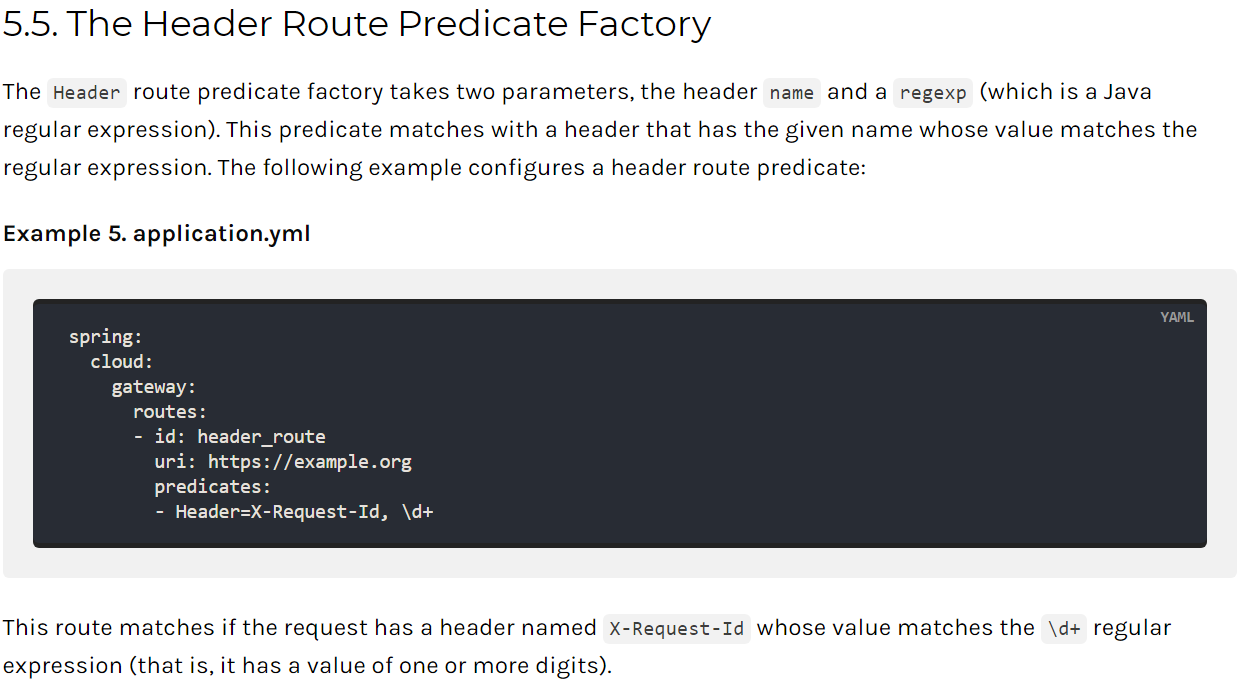 5.5. The Header Route Predicate Factory
The Header route predicate factory takes two parameters, the header name and a regexp (which is a Java
regular expression). This predicate matches with a header that has the given name whose value matches the
regular expression. The following example configures a header route predicate:
Example 5. application.yml
YAML
spring:
  cloud:
    gateway:
      routes:
      - id: header_route
        uri: https://example.org
        predicates:
        - Header=X-Request-Id, \d+
This route matches if the request has a header named X-Request-Id whose value matches the \d+ regular
expression (that is, it has a value of one or more digits).